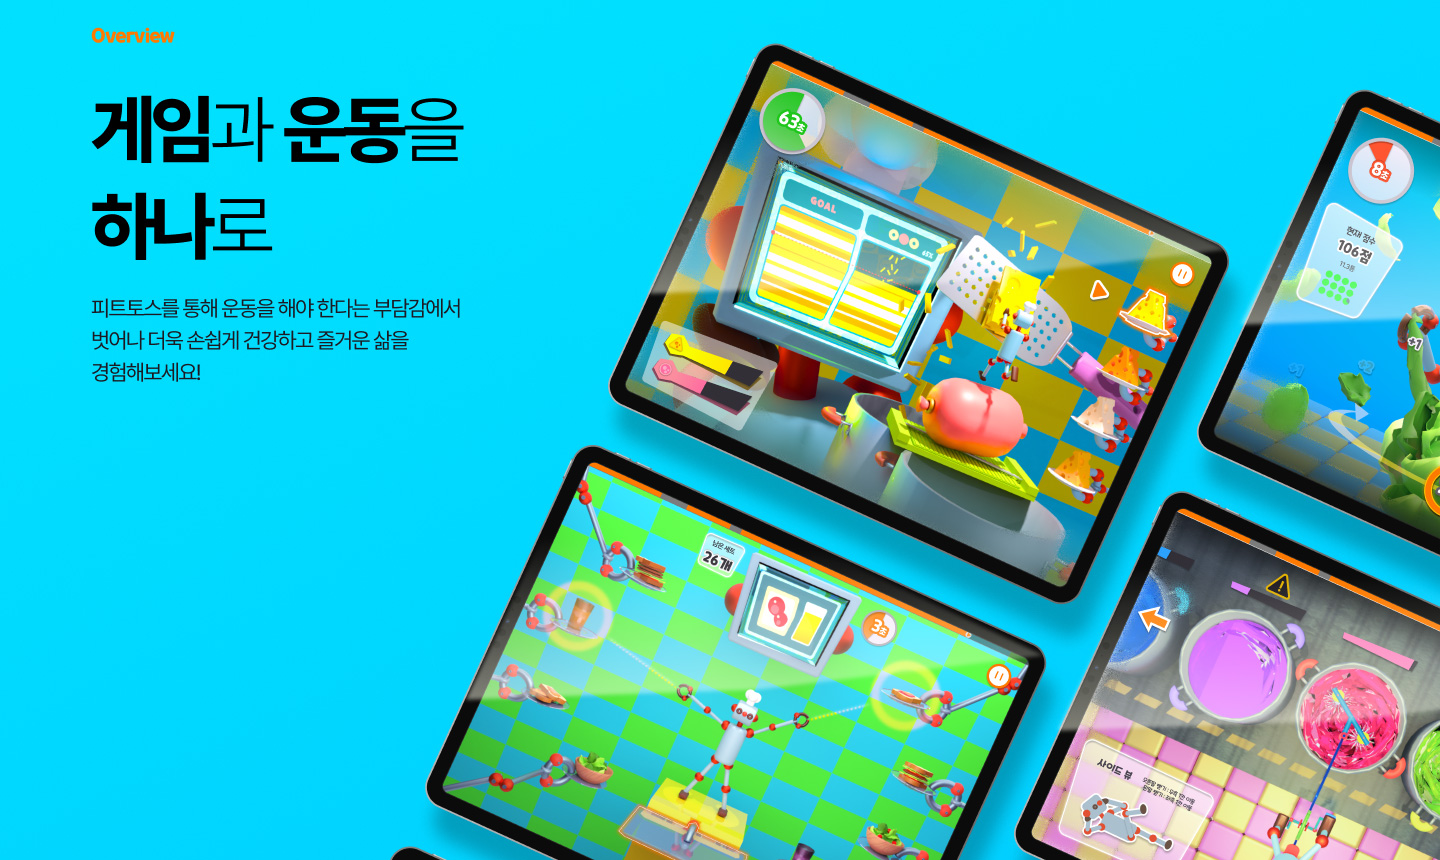 Overview
게임과 운동을
하나로
피트토스를 통해 운동을 해야 한다는 부담감에서
벗어나 더욱 손쉽게 건강하고 즐거운 삶을
경험해보세요!
63초
GOAL
8초
현재 점수
106점
+1
+1
+2
남은 세트
26개
3초
사이드 뷰